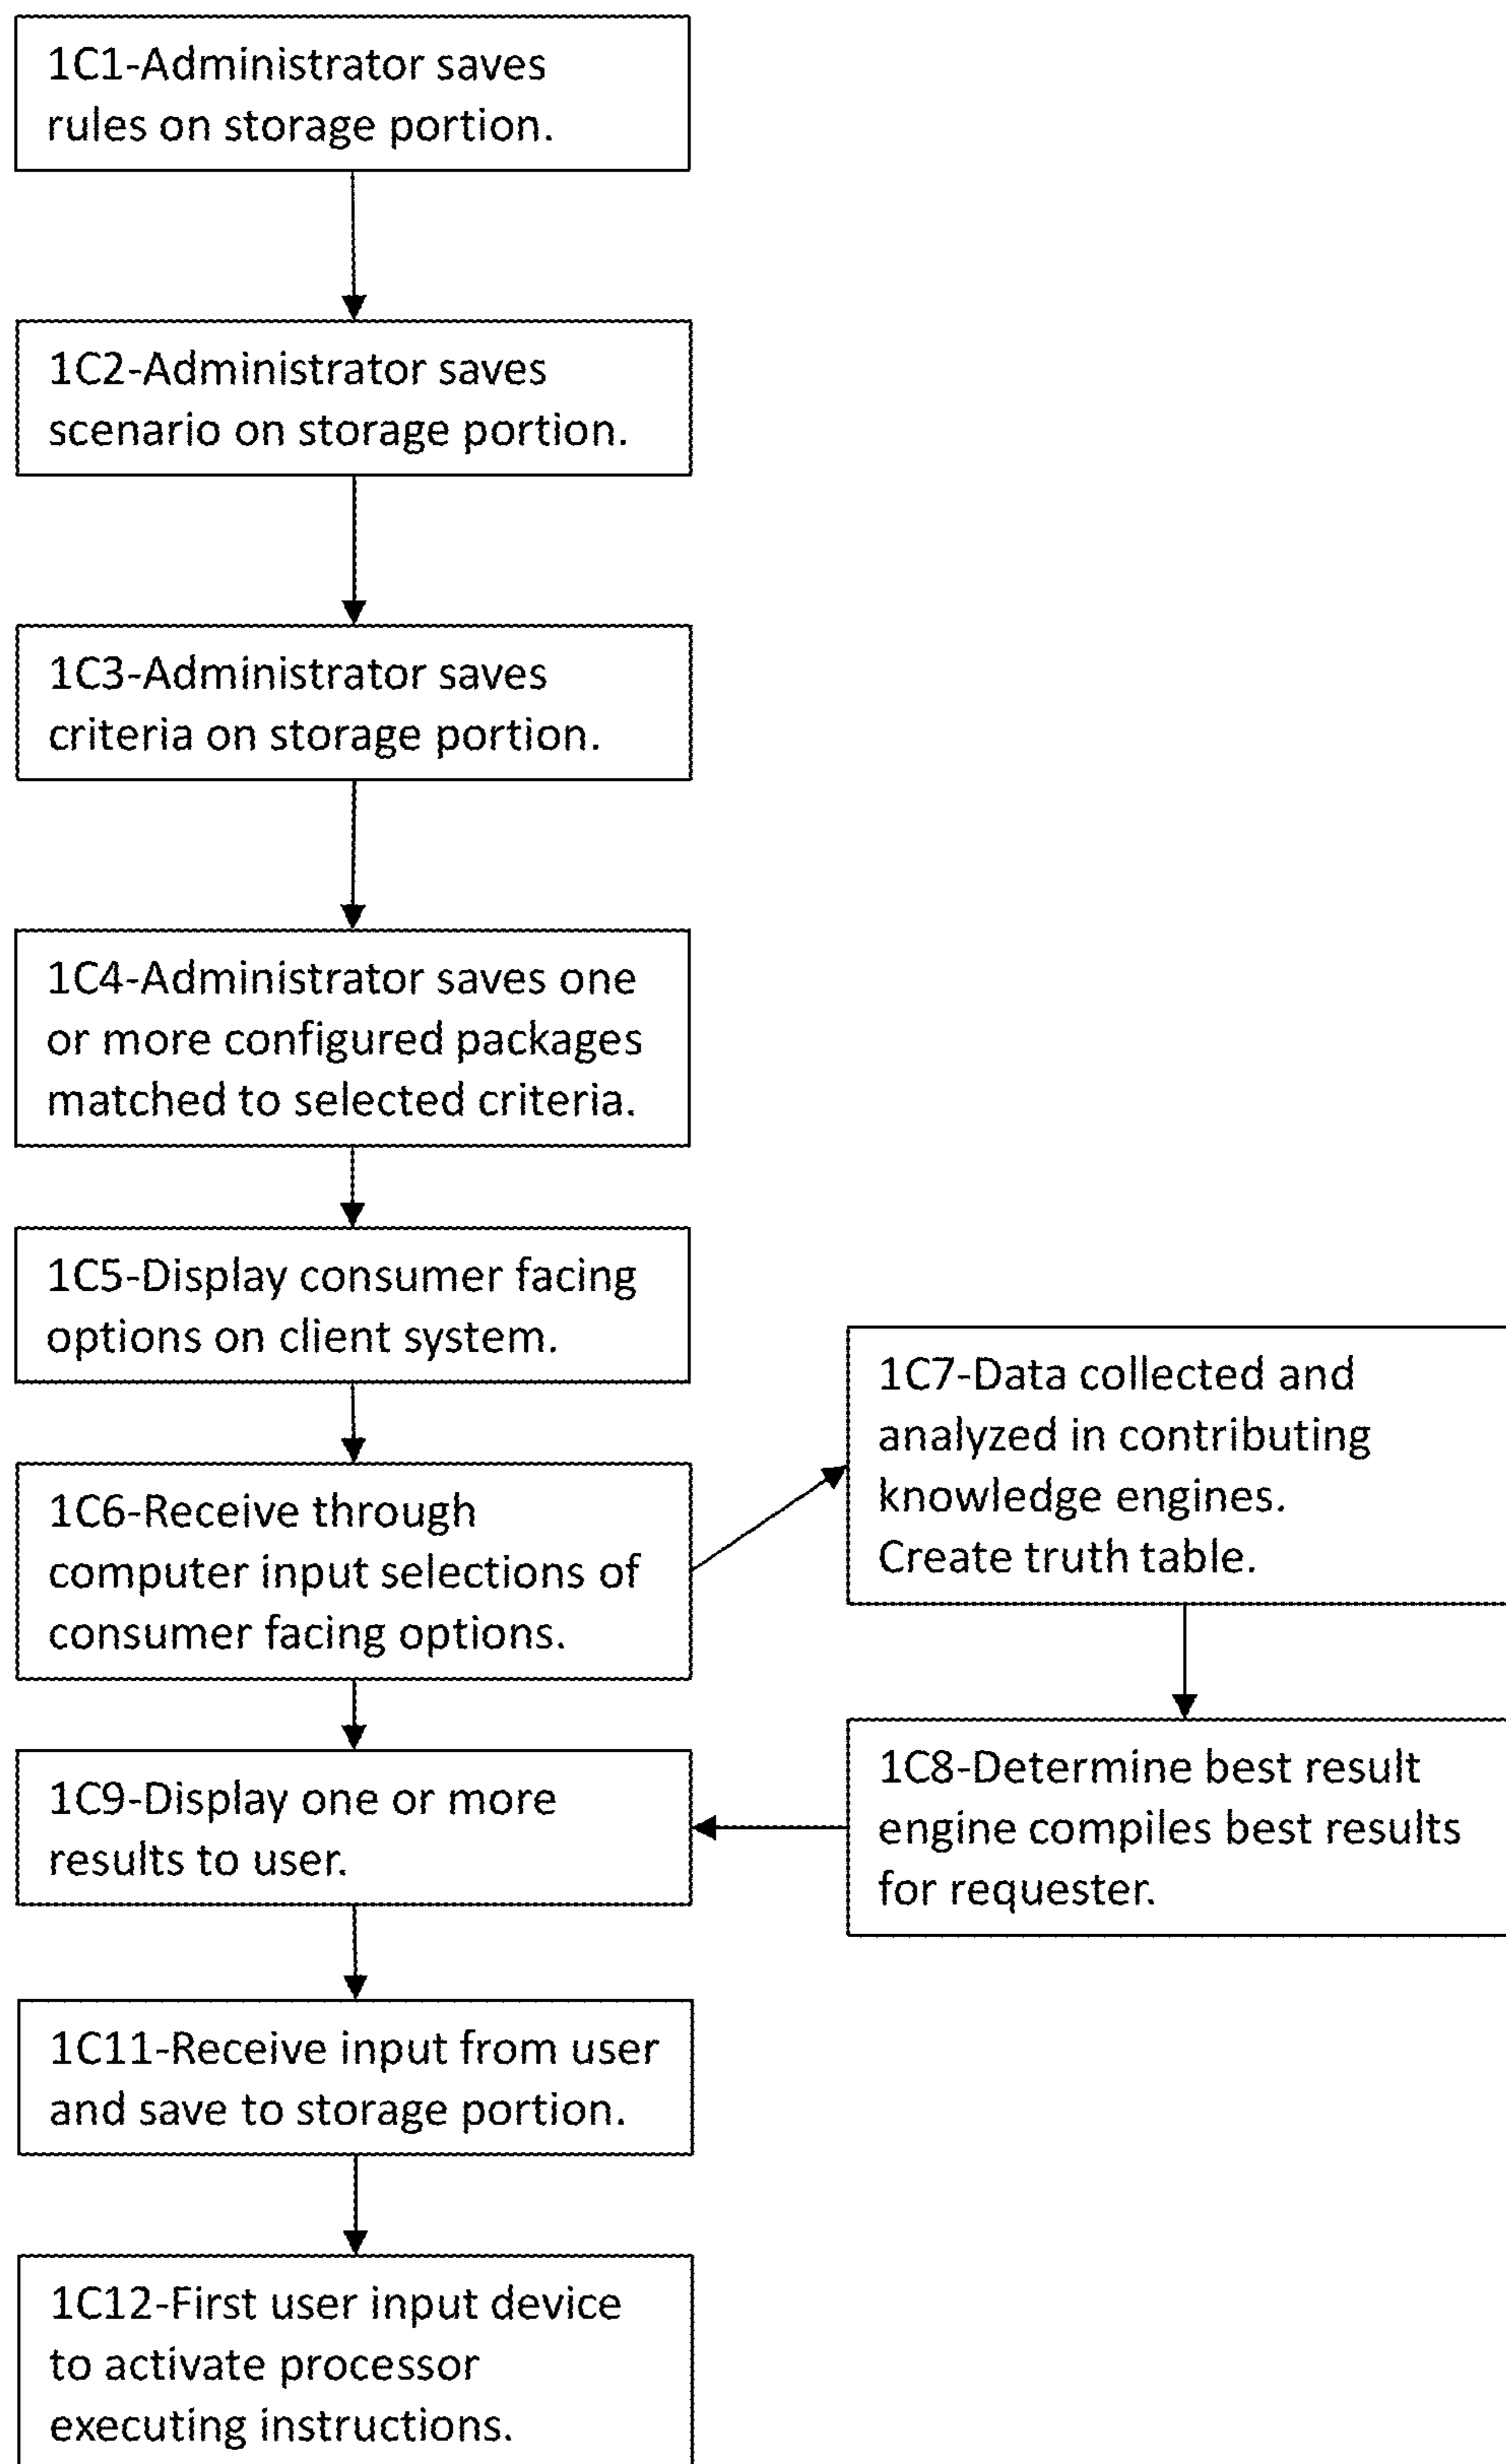 1C1-Administrator saves
rules on storage portion.
1C2-Administrator saves
scenario on storage portion.
1C3-Administrator saves
criteria on storage portion.
1C4-Administrator saves one
or more configured packages
matched to selected criteria.
1C5-Display consumer facing
options on client system.
1C6-Receive through
computer input selections of
consumer facing options.
1C7-Data collected and
analyzed in contributing
knowledge engines.
Create truth table.
1C8-Determine best result
engine compiles best results
for requester.
1C9-Display one or more
results to user.
1C11-Receive input from user
and save to storage portion.
1C12-First user input device
to activate processor
executing instructions.